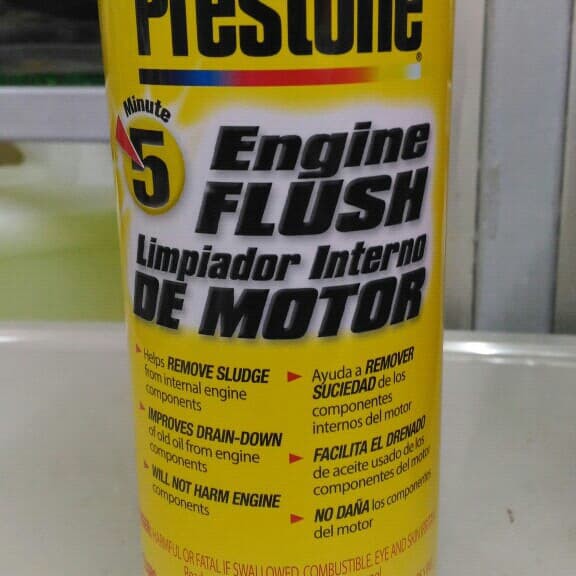 Prestone
Minute
5
Engine
FLUSH
Limpiador Interno
DE MOTOR
Helps REMOVE SLUDGE
from internal engine
components
IMPROVES DRAIN-DOWN
of old oil from engine
components
WILL NOT HARM ENGINE
components
Ayuda a REMOVER
SUCIEDAD de los
componentes
internos del motor
FACILITA EL DRENADO
de aceite usado de los
componentes del motor
NO DAÑA los componentes
del motor
HARMFUL OR FATAL IF SWALLOWED. COMBUSTIBLE. EYE AND SKIN